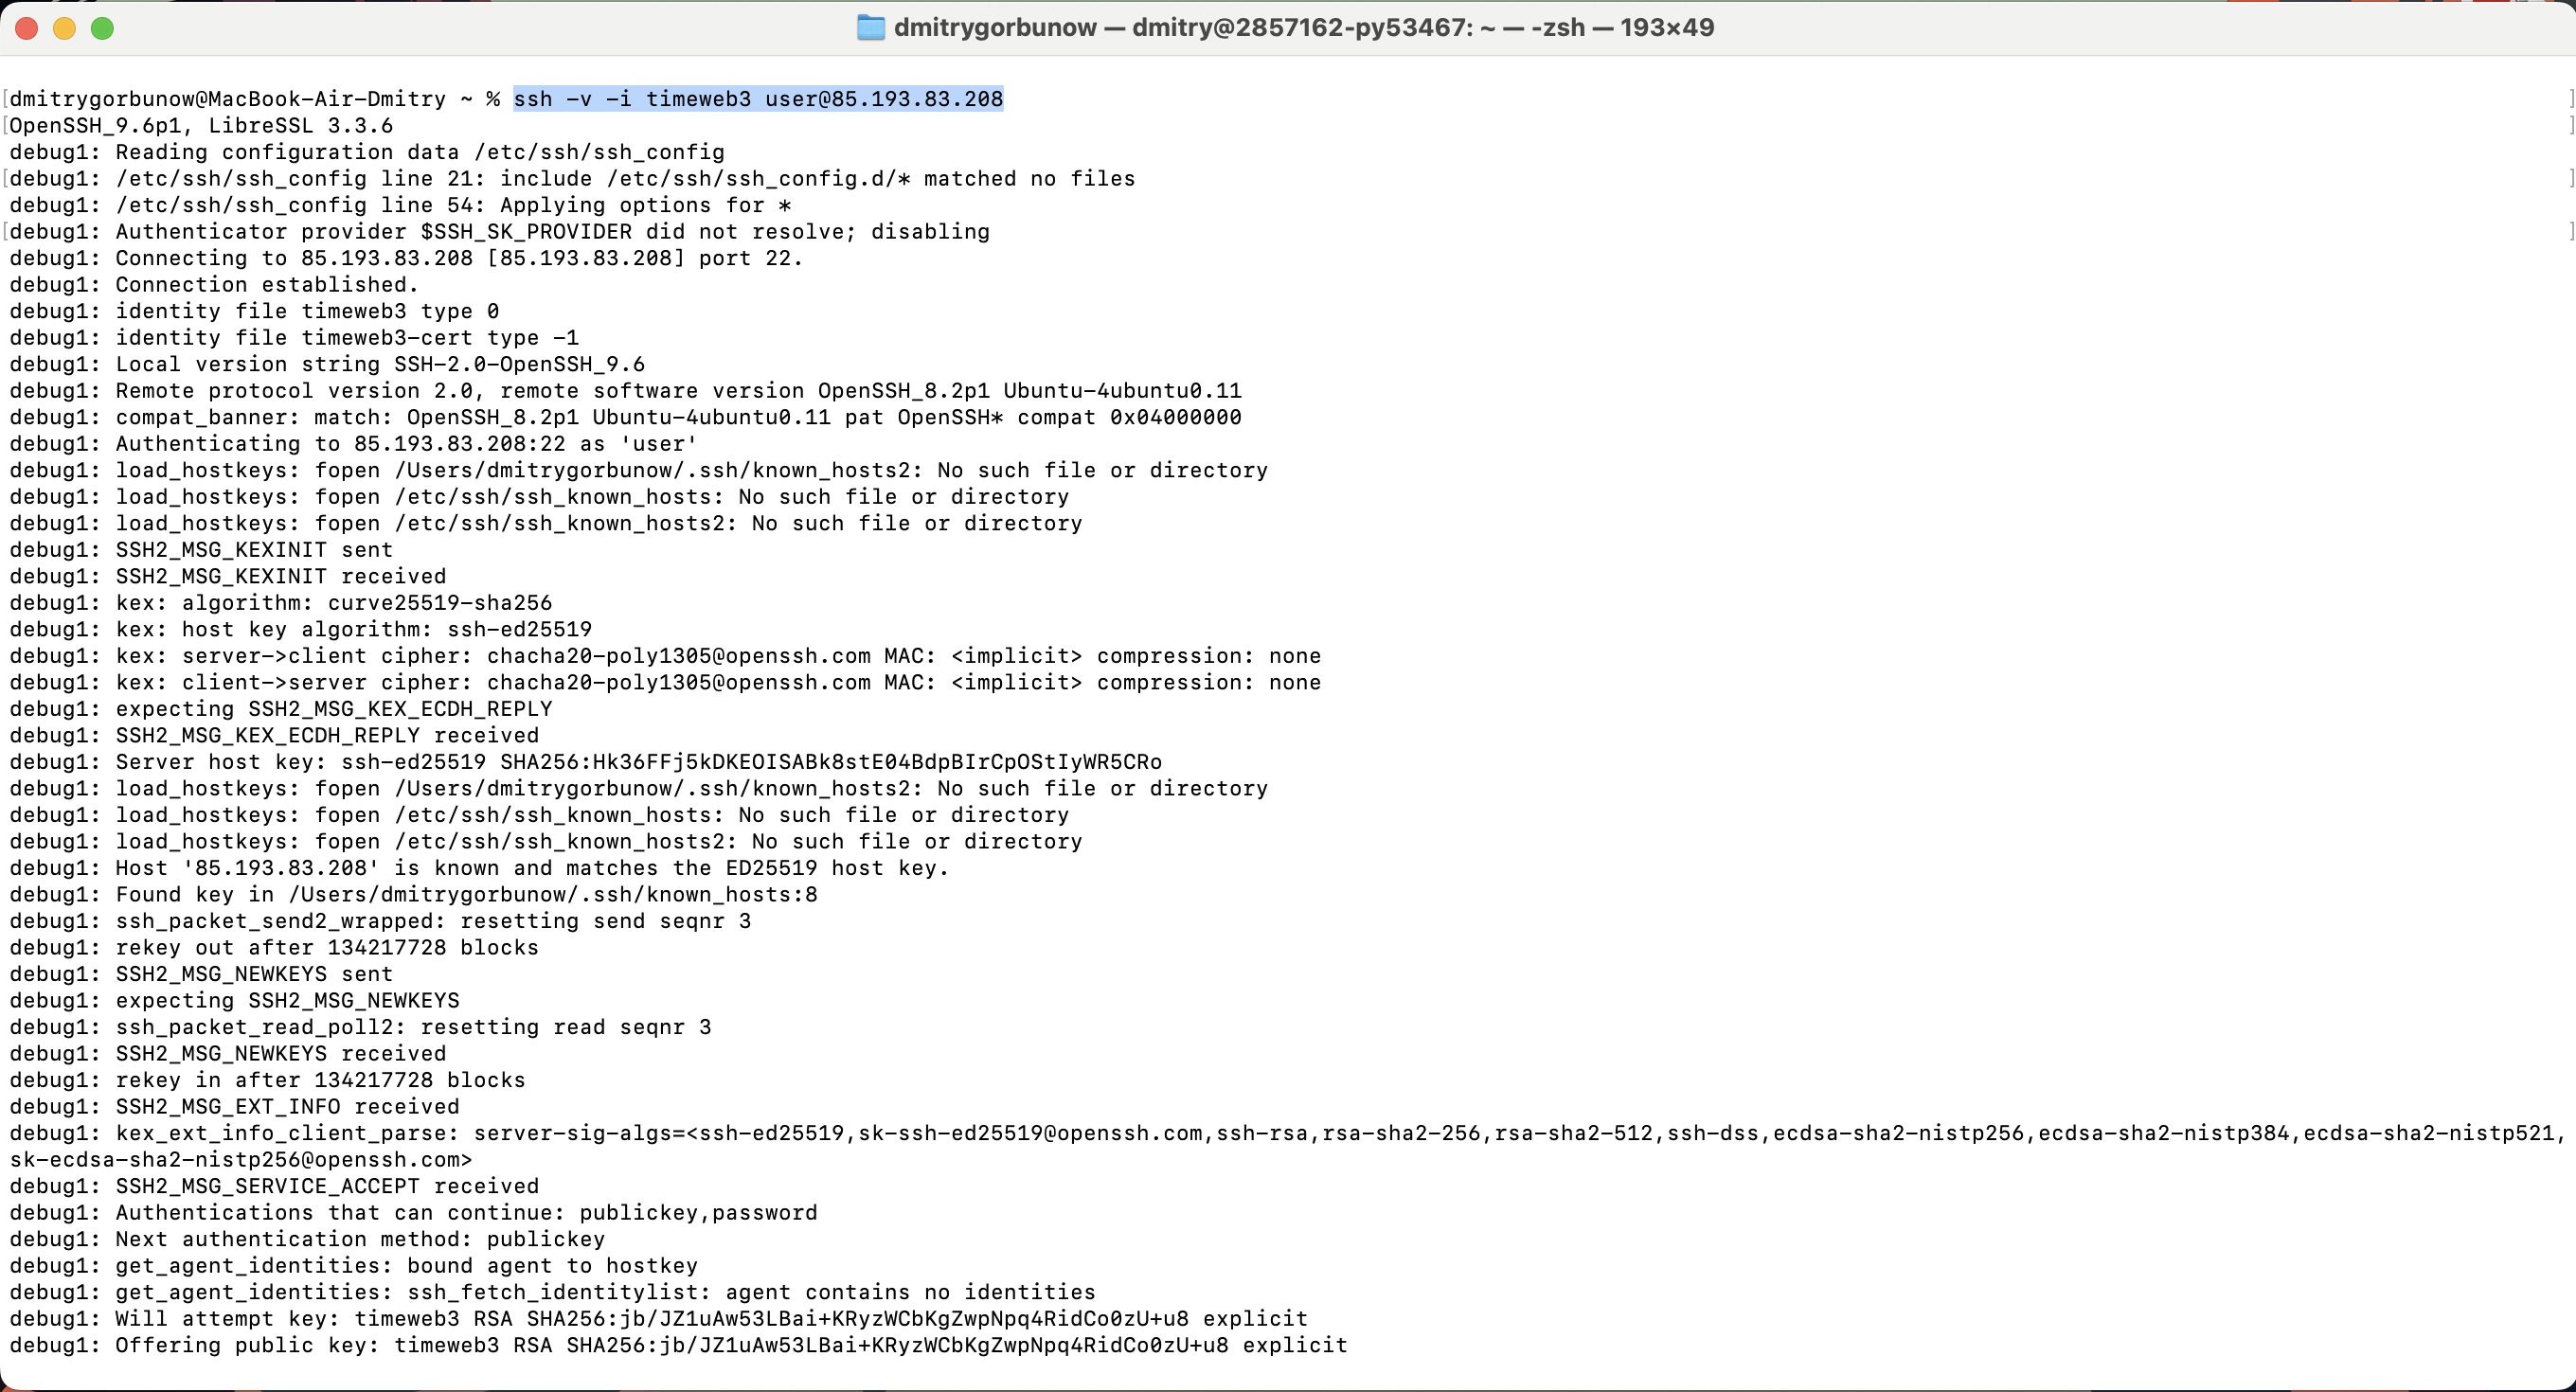 dmitrygorbunow — dmitry@2857162-py53467: ~ — -zsh — 193×49
[dmitrygorbunow@MacBook-Air-Dmitry ~ % ssh -v -i timeweb3 user@85.193.83.208 ]
[OpenSSH_9.6p1, LibreSSL 3.3.6 ]
debug1: Reading configuration data /etc/ssh/ssh_config
[debug1: /etc/ssh/ssh_config line 21: include /etc/ssh/ssh_config.d/* matched no files ]
debug1: /etc/ssh/ssh_config line 54: Applying options for *
[debug1: Authenticator provider $SSH_SK_PROVIDER did not resolve; disabling ]
debug1: Connecting to 85.193.83.208 [85.193.83.208] port 22.
debug1: Connection established.
debug1: identity file timeweb3 type 0
debug1: identity file timeweb3-cert type -1
debug1: Local version string SSH-2.0-OpenSSH_9.6
debug1: Remote protocol version 2.0, remote software version OpenSSH_8.2p1 Ubuntu-4ubuntu0.11
debug1: compat_banner: match: OpenSSH_8.2p1 Ubuntu-4ubuntu0.11 pat OpenSSH* compat 0x04000000
debug1: Authenticating to 85.193.83.208:22 as 'user'
debug1: load_hostkeys: fopen /Users/dmitrygorbunow/.ssh/known_hosts2: No such file or directory
debug1: load_hostkeys: fopen /etc/ssh/ssh_known_hosts: No such file or directory
debug1: load_hostkeys: fopen /etc/ssh/ssh_known_hosts2: No such file or directory
debug1: SSH2_MSG_KEXINIT sent
debug1: SSH2_MSG_KEXINIT received
debug1: kex: algorithm: curve25519-sha256
debug1: kex: host key algorithm: ssh-ed25519
debug1: kex: server->client cipher: chacha20-poly1305@openssh.com MAC: <implicit> compression: none
debug1: kex: client->server cipher: chacha20-poly1305@openssh.com MAC: <implicit> compression: none
debug1: expecting SSH2_MSG_KEX_ECDH_REPLY
debug1: SSH2_MSG_KEX_ECDH_REPLY received
debug1: Server host key: ssh-ed25519 SHA256:Hk36FFj5kDKEOISABk8stE04BdpBIrCpOStIyWR5CRo
debug1: load_hostkeys: fopen /Users/dmitrygorbunow/.ssh/known_hosts2: No such file or directory
debug1: load_hostkeys: fopen /etc/ssh/ssh_known_hosts: No such file or directory
debug1: load_hostkeys: fopen /etc/ssh/ssh_known_hosts2: No such file or directory
debug1: Host '85.193.83.208' is known and matches the ED25519 host key.
debug1: Found key in /Users/dmitrygorbunow/.ssh/known_hosts:8
debug1: ssh_packet_send2_wrapped: resetting send seqnr 3
debug1: rekey out after 134217728 blocks
debug1: SSH2_MSG_NEWKEYS sent
debug1: expecting SSH2_MSG_NEWKEYS
debug1: ssh_packet_read_poll2: resetting read seqnr 3
debug1: SSH2_MSG_NEWKEYS received
debug1: rekey in after 134217728 blocks
debug1: SSH2_MSG_EXT_INFO received
debug1: kex_ext_info_client_parse: server-sig-algs=<ssh-ed25519,sk-ssh-ed25519@openssh.com,ssh-rsa,rsa-sha2-256,rsa-sha2-512,ssh-dss,ecdsa-sha2-nistp256,ecdsa-sha2-nistp384,ecdsa-sha2-nistp521,
sk-ecdsa-sha2-nistp256@openssh.com>
debug1: SSH2_MSG_SERVICE_ACCEPT received
debug1: Authentications that can continue: publickey,password
debug1: Next authentication method: publickey
debug1: get_agent_identities: bound agent to hostkey
debug1: get_agent_identities: ssh_fetch_identitylist: agent contains no identities
debug1: Will attempt key: timeweb3 RSA SHA256:jb/JZ1uAw53LBai+KRyzWCbKgZwpNpq4RidCo0zU+u8 explicit
debug1: Offering public key: timeweb3 RSA SHA256:jb/JZ1uAw53LBai+KRyzWCbKgZwpNpq4RidCo0zU+u8 explicit